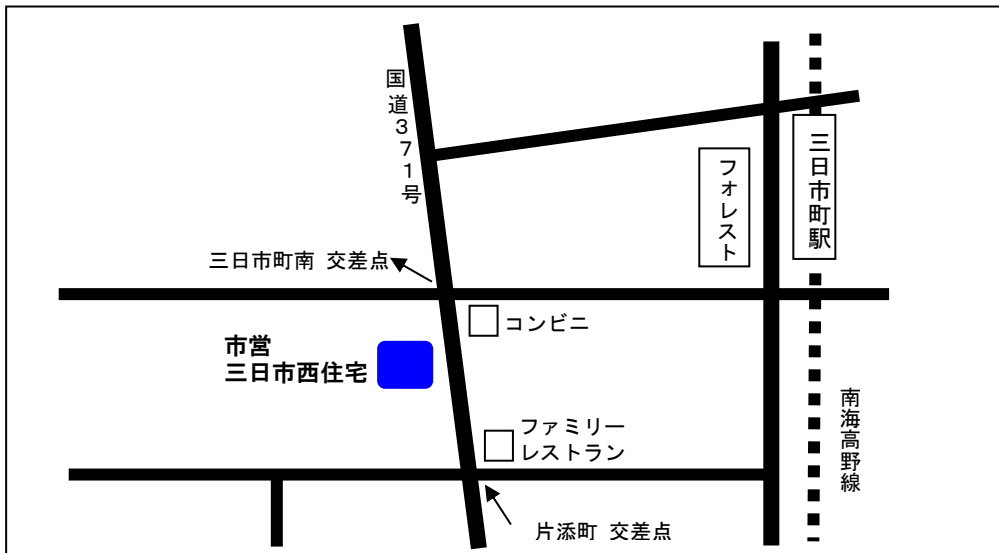 国道３７１号
三日市町駅
フォレスト
三日市町南 交差点
コンビニ
市営
三日市西住宅
南海高野線
ファミリー
レストラン
片添町 交差点